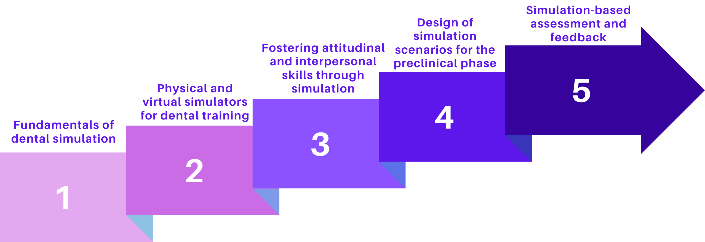 Fundamentals of
dental simulation
1
Physical and
virtual simulators
for dental training
2
Fostering attitudinal
and interpersonal
skills through
simulation
3
Design of
simulation
scenarios for the
preclinical phase
4
Simulation-based
assessment and
feedback
5